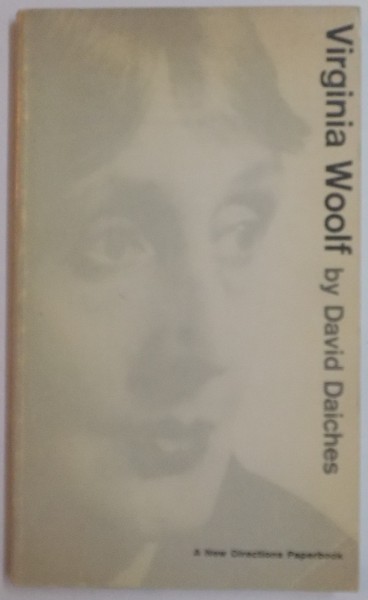 Virginia Woolf by David Daiches
A New Directions Paperbook